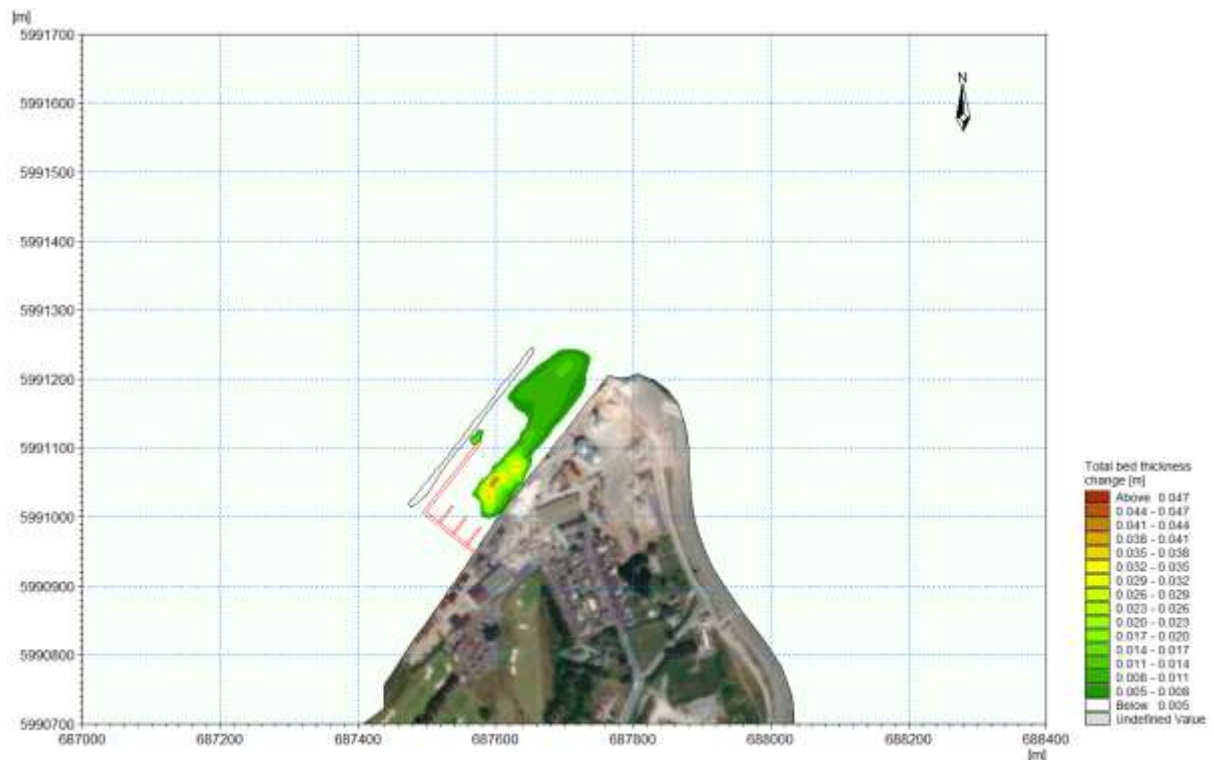 [m]
5991700
5991600
5991500
5991400
5991300
5991200
5991100
5991000
5990900
5990800
5990700
687000 687200 687400 687600 687800 688000 688200 688400
[m]
N
Total bed thickness
change [m]
Above 0.047
0.044 - 0.047
0.041 - 0.044
0.038 - 0.041
0.035 - 0.038
0.032 - 0.035
0.029 - 0.032
0.026 - 0.029
0.023 - 0.026
0.020 - 0.023
0.017 - 0.020
0.014 - 0.017
0.011 - 0.014
0.008 - 0.011
0.005 - 0.008
Below 0.005
Undefined Value